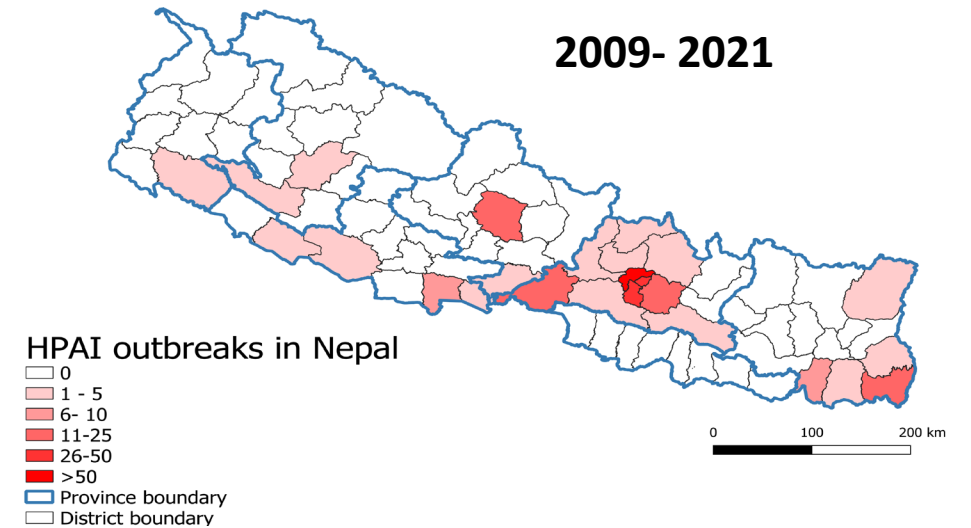 2009- 2021
HPAI outbreaks in Nepal
0
1 - 5
6- 10
11-25
26-50
>50
Province boundary
District boundary
0 100 200 km